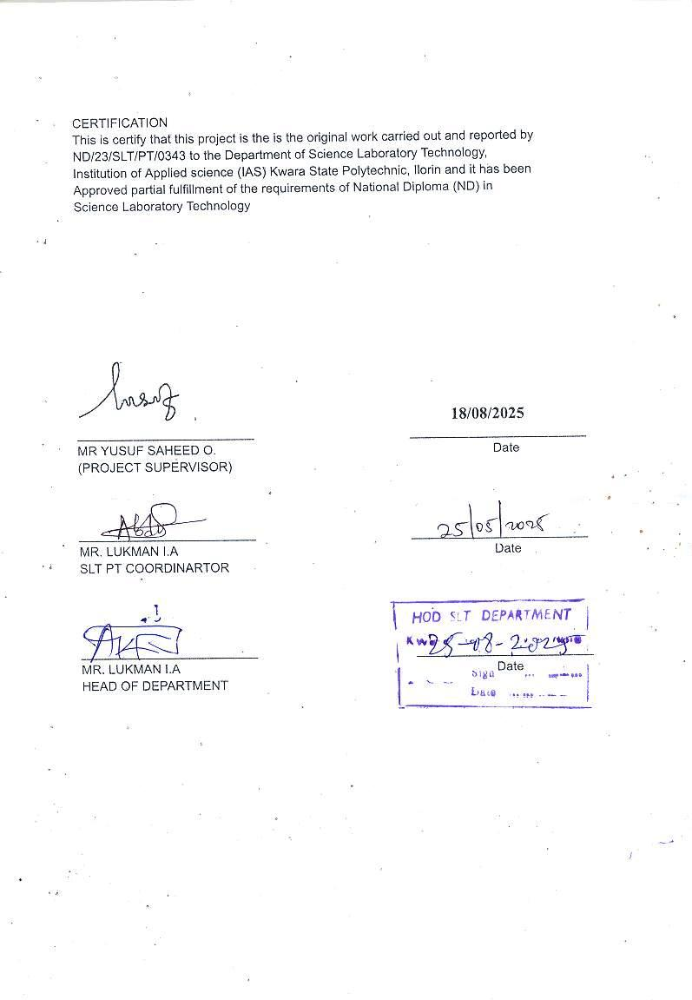 CERTIFICATION
This is certify that this project is the is the original work carried out and reported by
ND/23/SLT/PT/0343 to the Department of Science Laboratory Technology,
Institution of Applied science (IAS) Kwara State Polytechnic, Ilorin and it has been
Approved partial fulfillment of the requirements of National Diploma (ND) in
Science Laboratory Technology
18/08/2025
MR YUSUF SAHEED O.
Date
(PROJECT SUPERVISOR)
25/05/2025
MR. LUKMAN I.A
Date
SLT PT COORDINARTOR
HOD SLT DEPARTMENT
25-08-2025
MR. LUKMAN I.A
Date
HEAD OF DEPARTMENT
Sign
Date